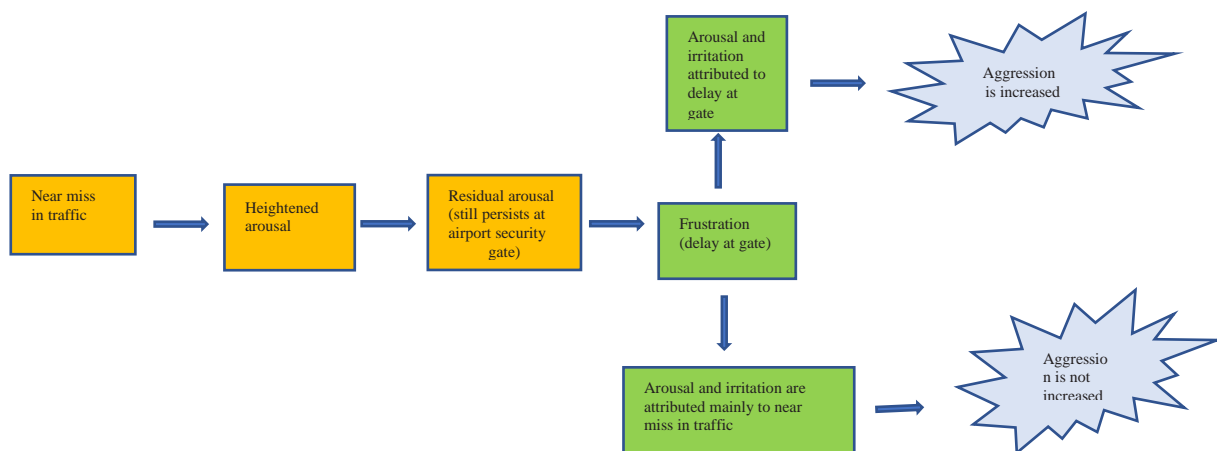 Near miss
in traffic
Heightened
arousal
Residual arousal
(still persists at
airport security
gate)
Frustration
(delay at gate)
Arousal and
irritation
attributed to
delay at
gate
Aggression
is increased
Arousal and irritation are
attributed mainly to near
miss in traffic
Aggressio
n is not
increased